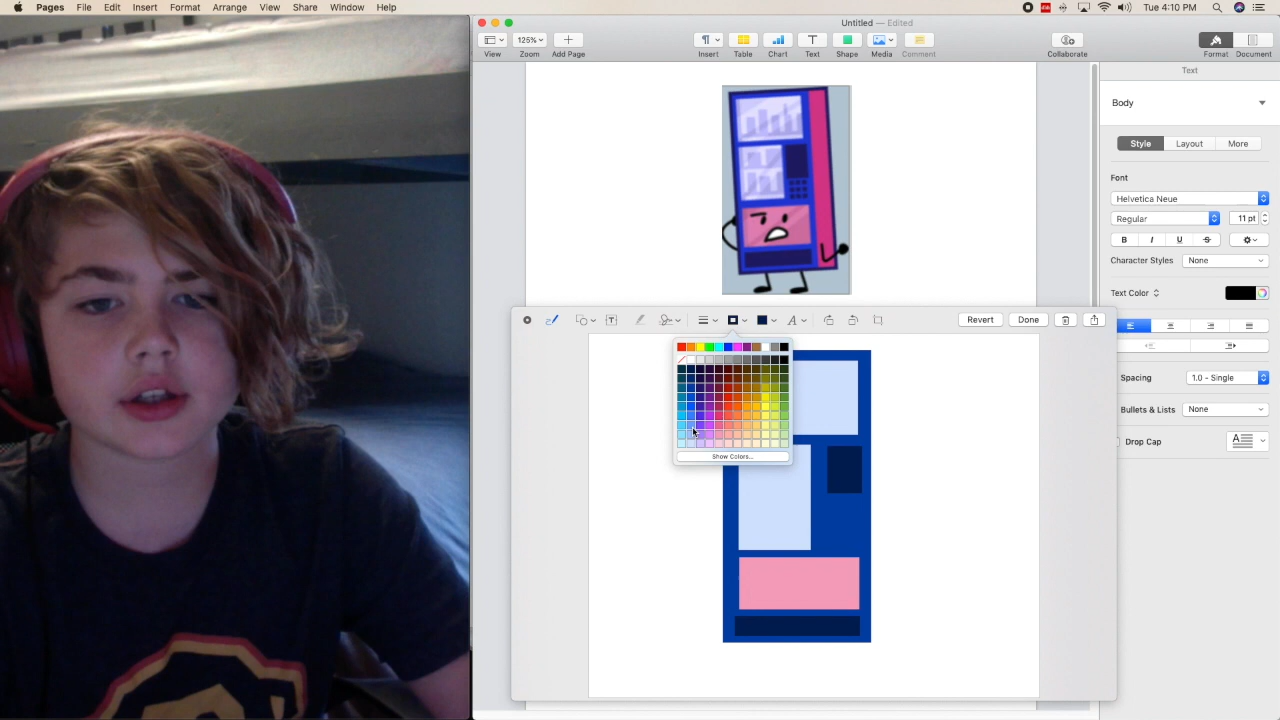 Pages File Edit Insert Format Arrange View Share Window Help
Tue 4:10 PM
Untitled — Edited
125%
View Zoom Add Page
Insert Table Chart Text Shape Media Comment
Collaborate
Format Document
Text
Body
Style Layout More
Font
Helvetica Neue
Regular 11 pt
B I U S
Character Styles None
Text Color
Revert Done
Spacing 1.0 - Single
Bullets & Lists None
Drop Cap
Show Colors...